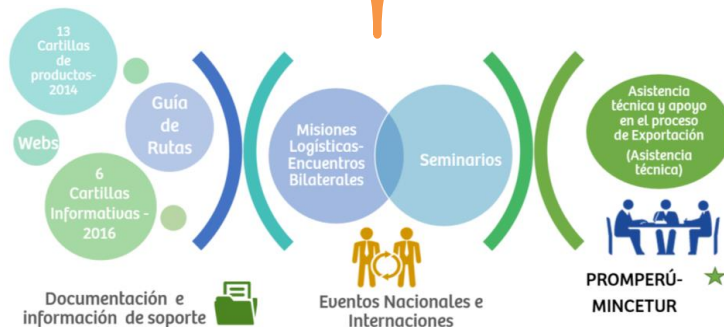 13
Cartillas
de
productos-
2014
Guía
de
Rutas
Webs
6
Cartillas
Informativas -
2016
Documentación e
información de soporte
Misiones
Logísticas-
Encuentros
Bilaterales
Seminarios
Eventos Nacionales e
Internaciones
Asistencia
técnica y apoyo
en el proceso
de Exportación
(Asistencia
técnica)
PROMPERÚ-
MINCETUR